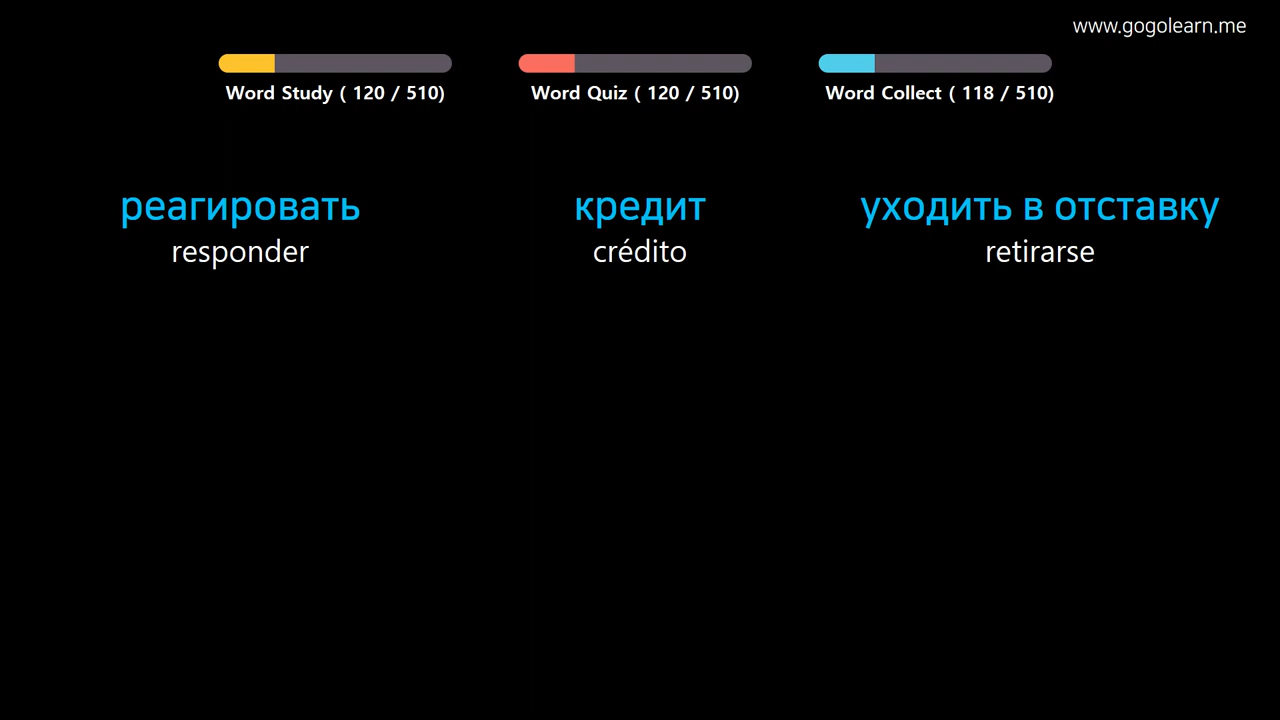 www.gogolearn.me
Word Study ( 120 / 510)
Word Quiz ( 120 / 510)
Word Collect ( 118 / 510)
реагировать
responder
кредит
crédito
уходить в отставку
retirarse